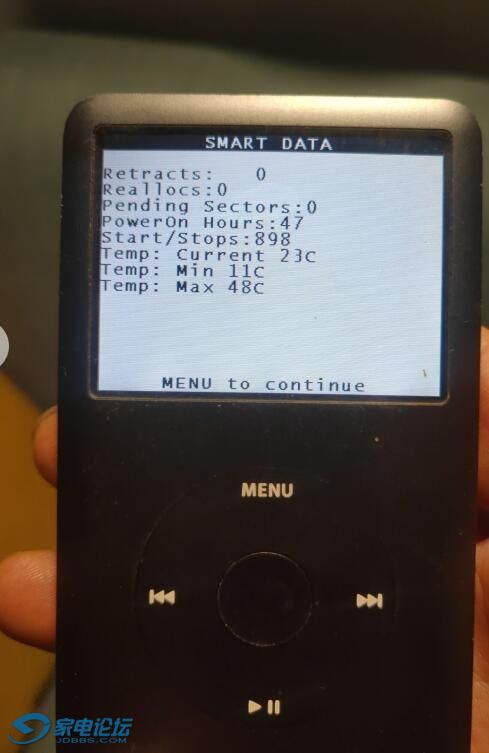 SMART DATA
Retracts:   0
Reallocs:0
Pending Sectors:0
PowerOn Hours:47
Start/Stops:898
Temp: Current 23c
Temp: Min 11c
Temp: Max 48c
MENU to continue
MENU
家电论坛
JDBBS.COM